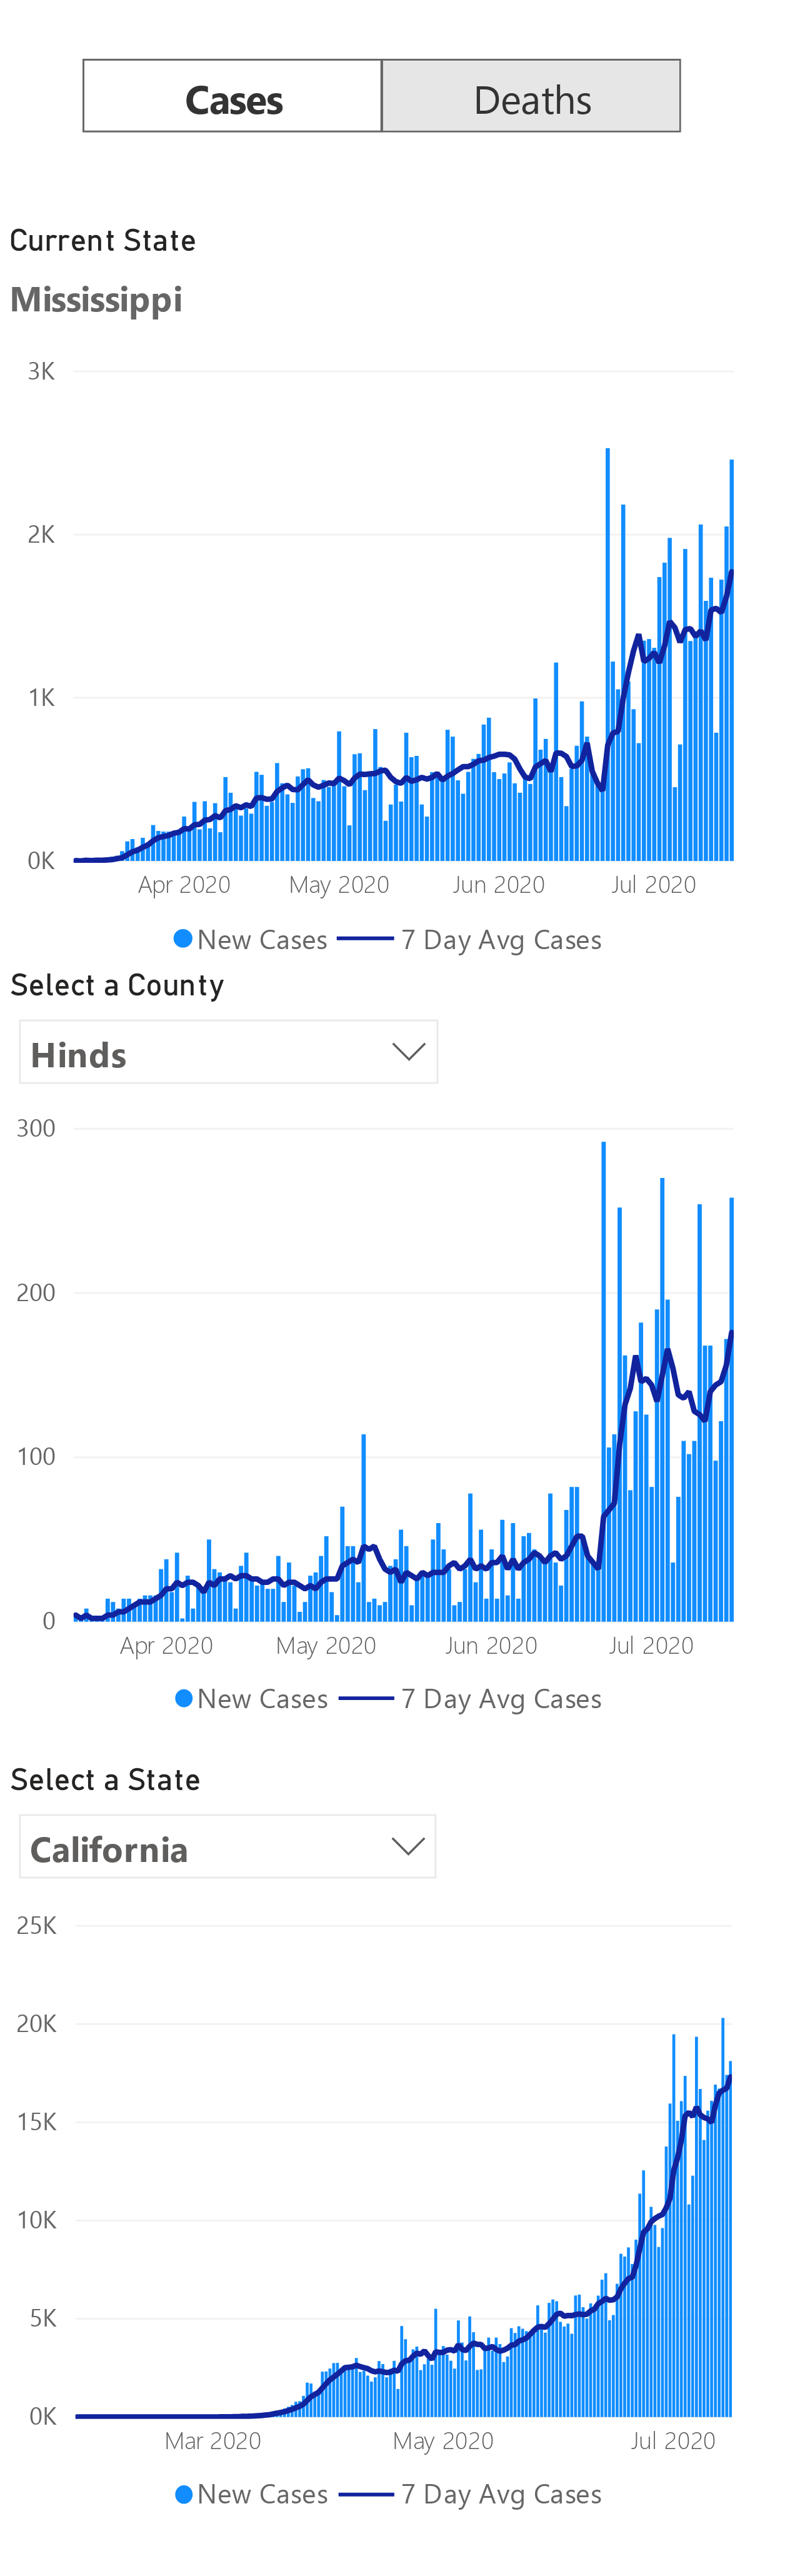 Cases Deaths
Current State
Mississippi
3K
2K
1K
0K
Apr 2020 May 2020 Jun 2020 Jul 2020
New Cases 7 Day Avg Cases
Select a County
Hinds
300
200
100
0
Apr 2020 May 2020 Jun 2020 Jul 2020
New Cases 7 Day Avg Cases
Select a State
California
25K
20K
15K
10K
5K
0K
Mar 2020 May 2020 Jul 2020
New Cases 7 Day Avg Cases